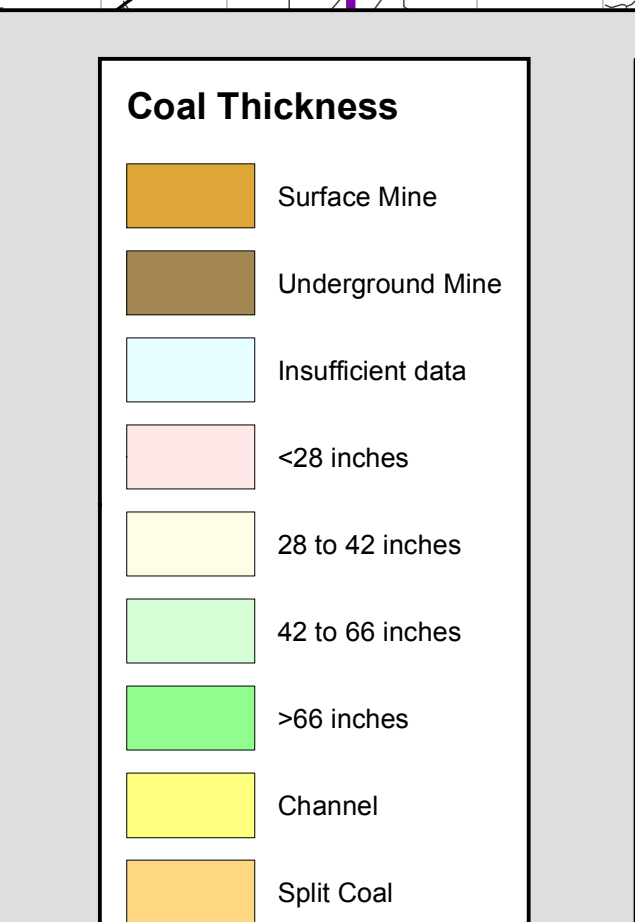 Coal Thickness
Surface Mine
Underground Mine
Insufficient data
<28 inches
28 to 42 inches
42 to 66 inches
>66 inches
Channel
Split Coal